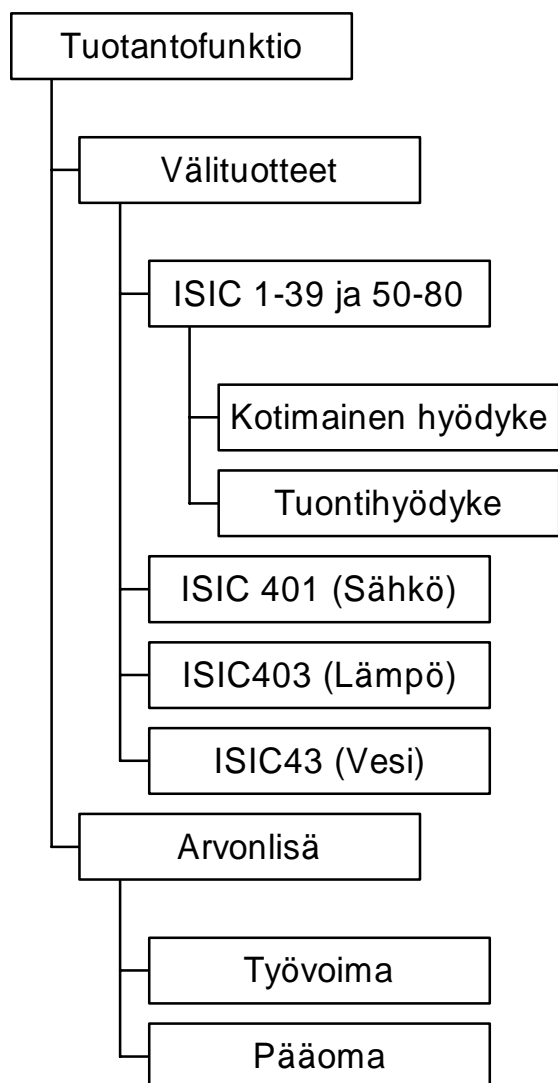 Tuotantofunktio
Välituotteet
ISIC 1-39 ja 50-80
Kotimainen hyödyke
Tuontihyödyke
ISIC 401 (Sähkö)
ISIC403 (Lämpö)
ISIC43 (Vesi)
Arvonlisä
Työvoima
Pääoma